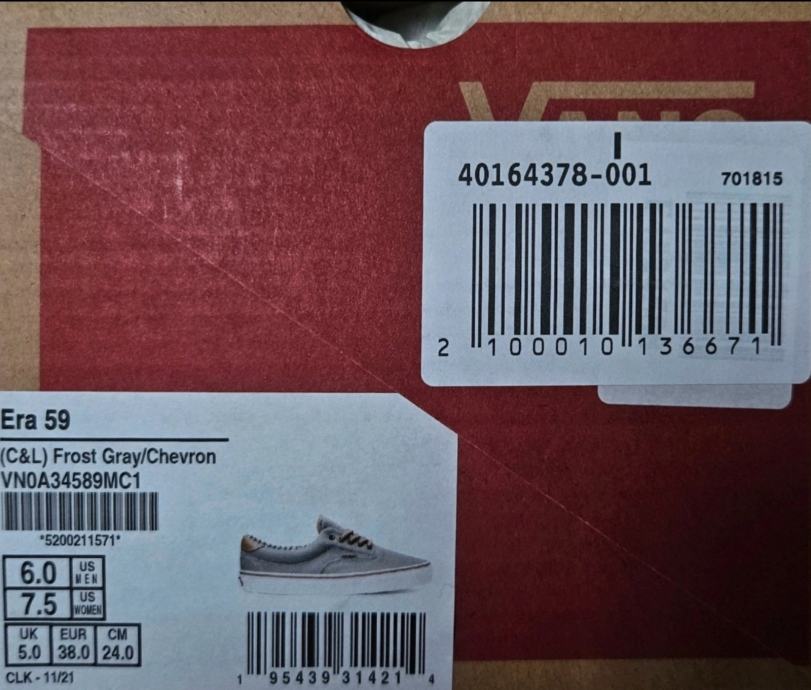 VANS
40164378-001 701815
2 100010 136671
Era 59
(C&L) Frost Gray/Chevron
VN0A34589MC1
*5200211571*
6.0 US MEN
7.5 US WOMEN
UK EUR CM
5.0 38.0 24.0
CLK - 11/21
1 95439 31421 4